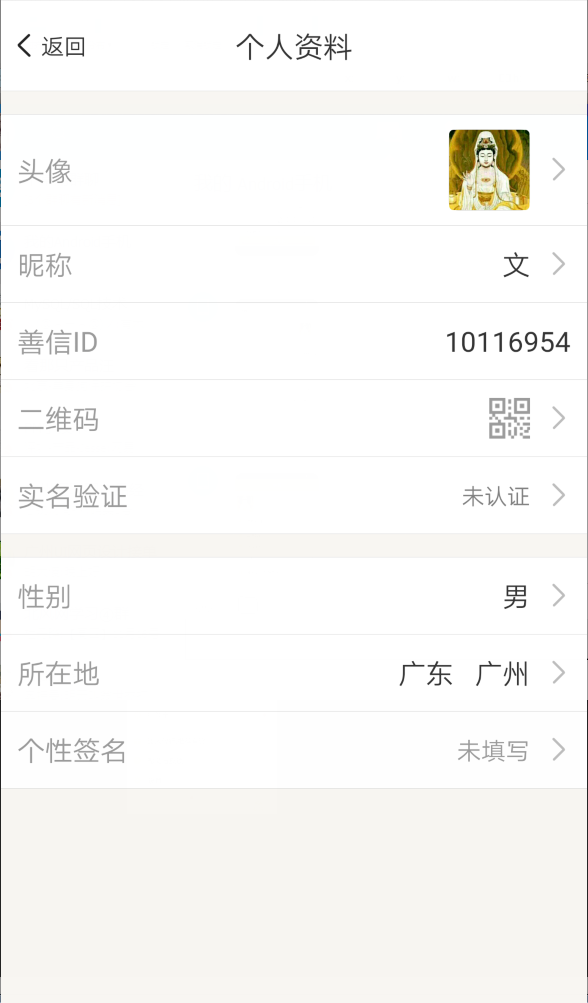 返回 个人资料
头像
昵称 文
善信ID 10116954
二维码
实名验证 未认证
性别 男
所在地 广东 广州
个性签名 未填写